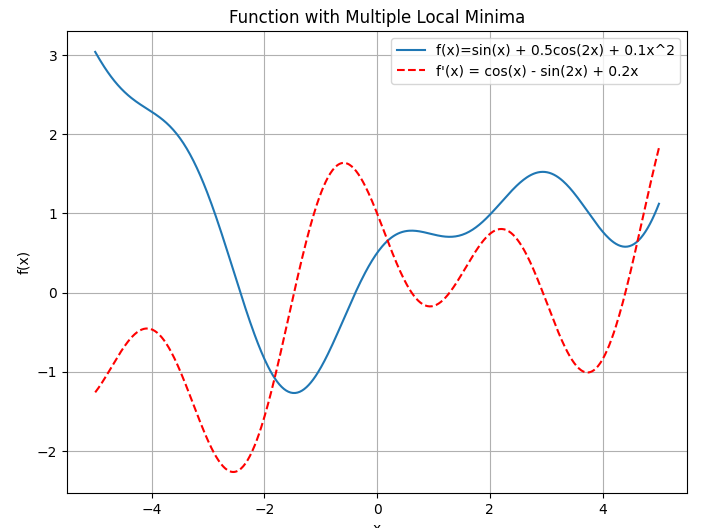 Function with Multiple Local Minima
f(x)=sin(x) + 0.5cos(2x) + 0.1x^2
f'(x) = cos(x) - sin(2x) + 0.2x
3
2
1
0
−1
−2
f(x)
−4
−2
0
2
4